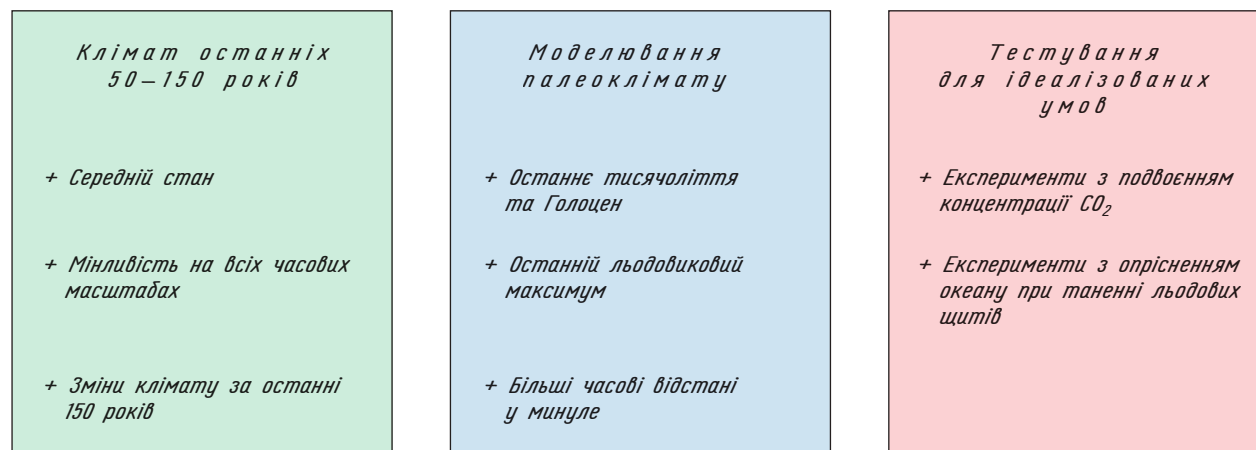 Клімат останніх
50–150 років
+ Середній стан
+ Мінливість на всіх часових
масштабах
+ Зміни клімату за останні
150 років
Моделювання
палеоклімату
+ Останнє тисячоліття
та Голоцен
+ Останній льодовиковий
максимум
+ Більші часові відстані
у минуле
Тестування
для ідеалізованих
умов
+ Експерименти з подвоєнням
концентрації CO₂
+ Експерименти з опрісненням
океану при таненні льодових
щитів